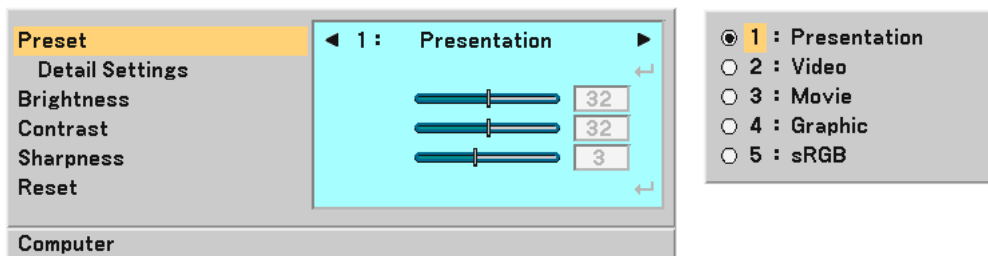 Preset ◄ 1 : Presentation ►
Detail Settings
Brightness 32
Contrast 32
Sharpness 3
Reset
Computer
1 : Presentation
2 : Video
3 : Movie
4 : Graphic
5 : sRGB